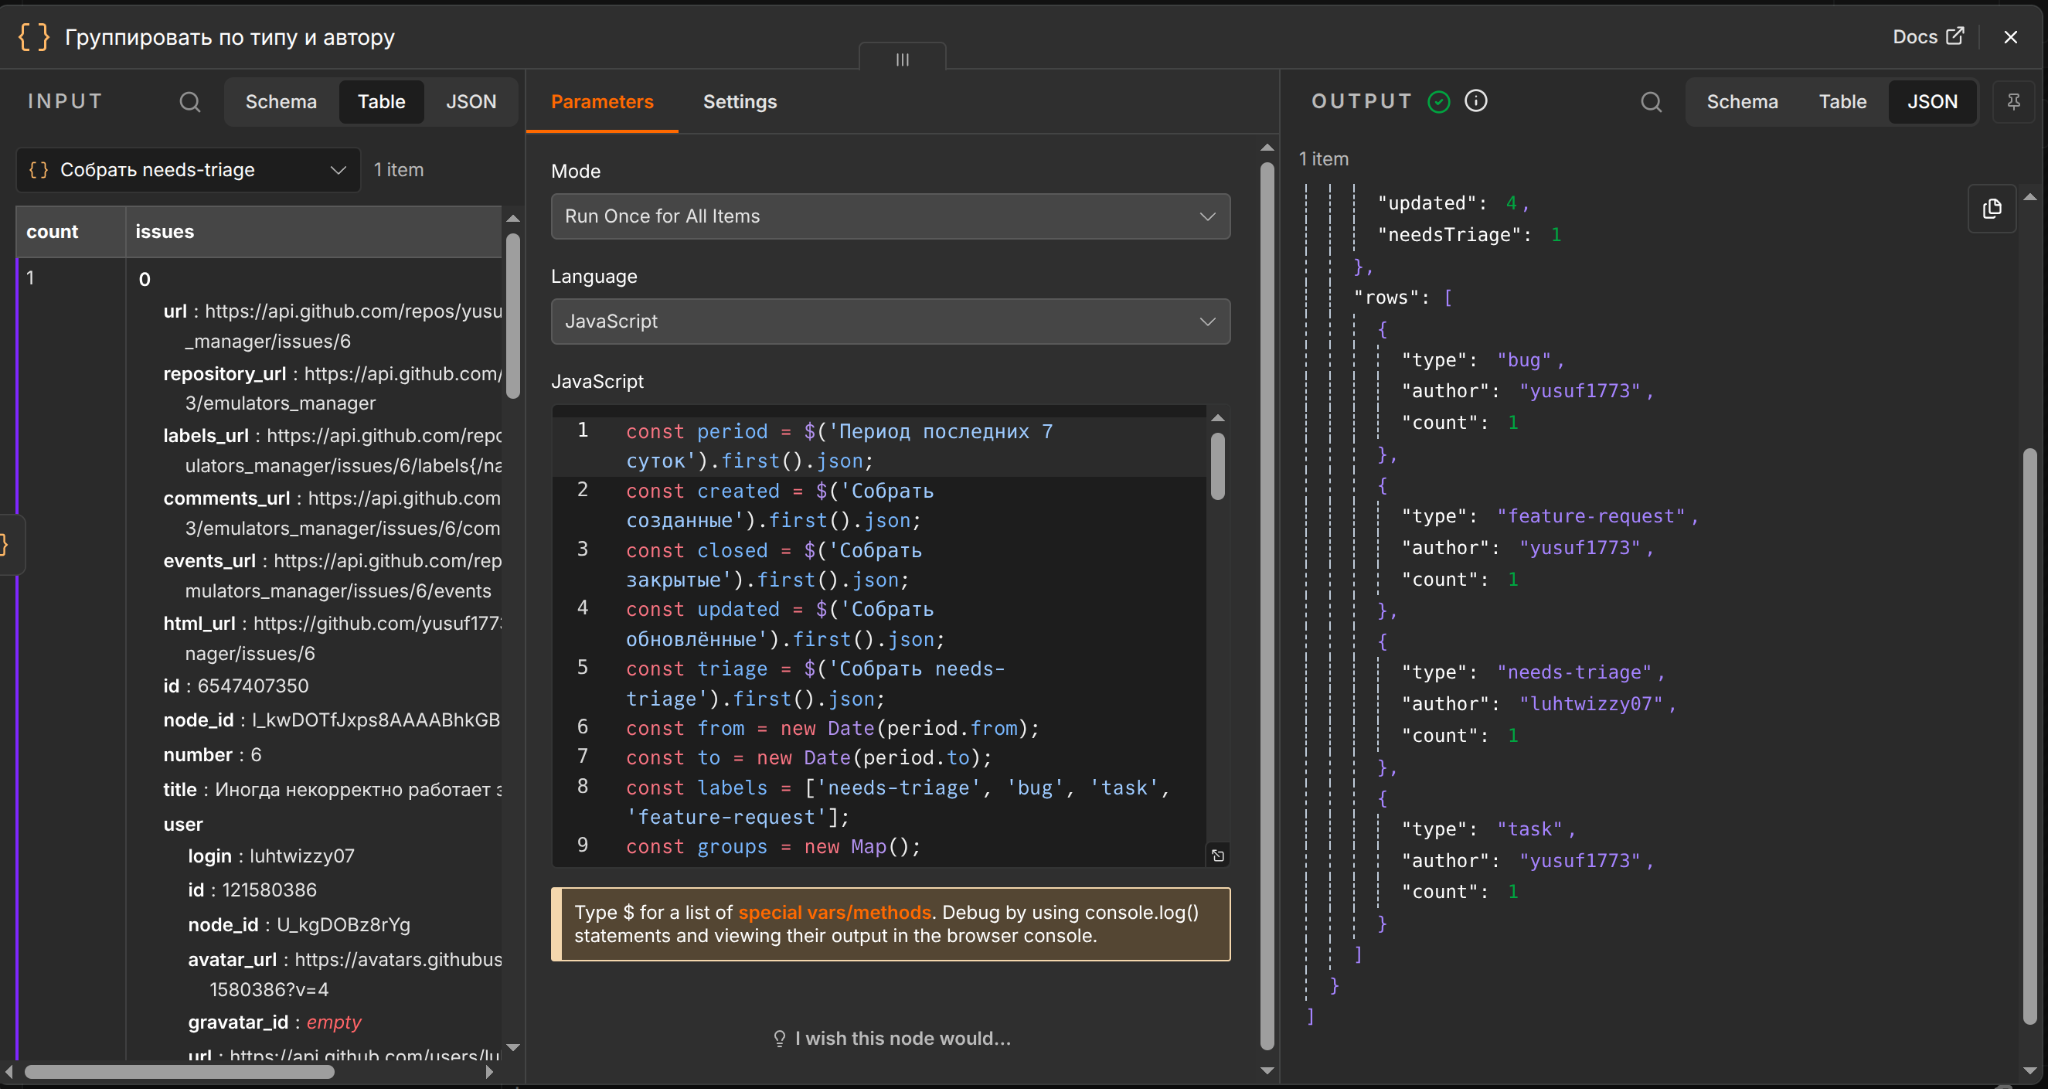 { } Группировать по типу и автору
Docs
INPUT
Schema
Table
JSON
{ } Собрать needs-triage
1 item
count
issues
1
0
url : https://api.github.com/repos/yusu
_manager/issues/6
repository_url : https://api.github.com/
3/emulators_manager
labels_url : https://api.github.com/repo
ulators_manager/issues/6/labels{/na
comments_url : https://api.github.com
3/emulators_manager/issues/6/com
events_url : https://api.github.com/rep
mulators_manager/issues/6/events
html_url : https://github.com/yusuf177
nager/issues/6
id : 6547407350
node_id : I_kwDOTfJxps8AAAABhkGB
number : 6
title : Иногда некорректно работает з
user
login : luhtwizzy07
id : 121580386
node_id : U_kgDOBz8rYg
avatar_url : https://avatars.githubus
1580386?v=4
gravatar_id : empty
url : https://api.github.com/users/lu
Parameters
Settings
Mode
Run Once for All Items
Language
JavaScript
JavaScript
1 const period = $('Период последних 7
суток').first().json;
2 const created = $('Собрать
созданные').first().json;
3 const closed = $('Собрать
закрытые').first().json;
4 const updated = $('Собрать
обновлённые').first().json;
5 const triage = $('Собрать needs-
triage').first().json;
6 const from = new Date(period.from);
7 const to = new Date(period.to);
8 const labels = ['needs-triage', 'bug', 'task',
'feature-request'];
9 const groups = new Map();
Type $ for a list of special vars/methods. Debug by using console.log()
statements and viewing their output in the browser console.
I wish this node would...
OUTPUT
Schema
Table
JSON
1 item
"updated": 4,
"needsTriage": 1
},
"rows": [
{
"type": "bug",
"author": "yusuf1773",
"count": 1
},
{
"type": "feature-request",
"author": "yusuf1773",
"count": 1
},
{
"type": "needs-triage",
"author": "luhtwizzy07",
"count": 1
},
{
"type": "task",
"author": "yusuf1773",
"count": 1
}
]
}
]